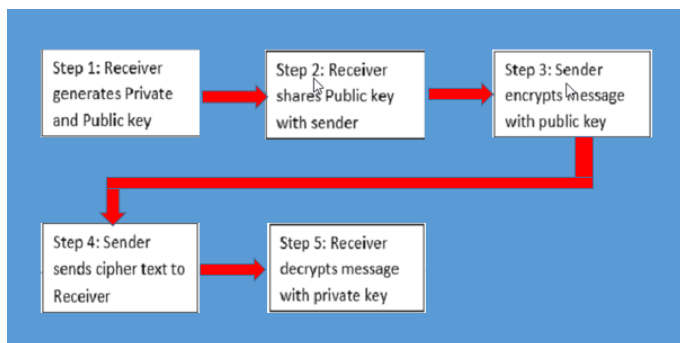 Step 1: Receiver
generates Private
and Public key
Step 2: Receiver
shares Public key
with sender
Step 3: Sender
encrypts message
with public key
Step 4: Sender
sends cipher text to
Receiver
Step 5: Receiver
decrypts message
with private key